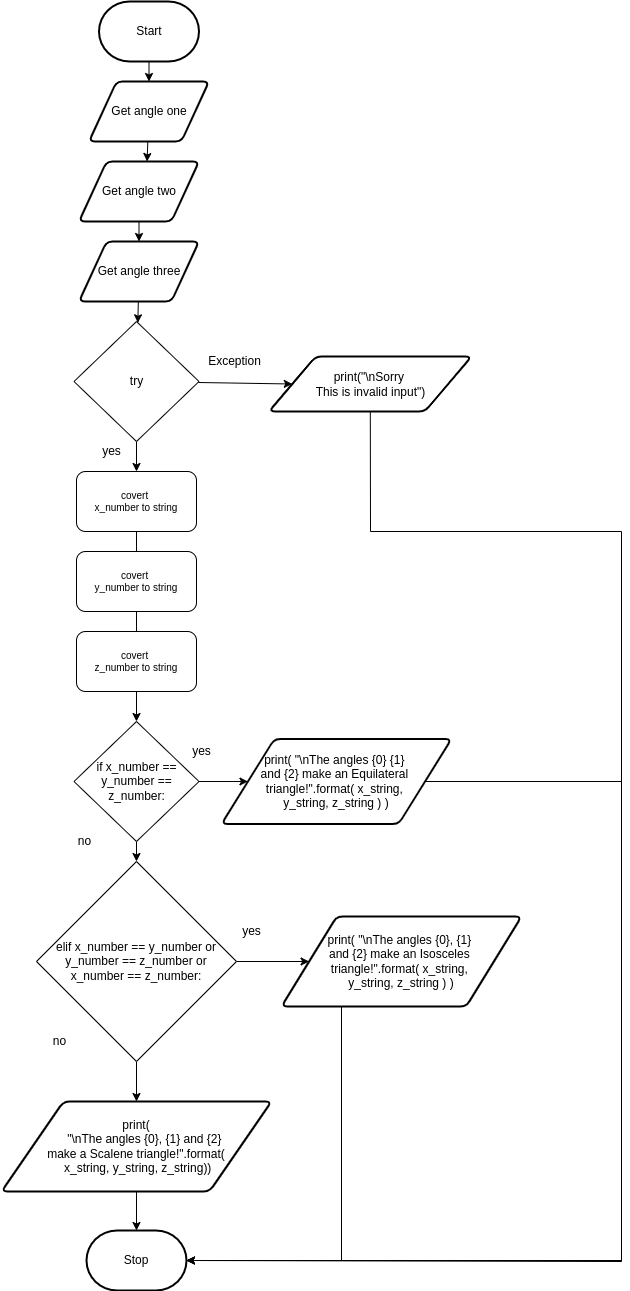 Start
Get angle one
Get angle two
Get angle three
try
Exception
print("\nSorry
This is invalid input")
yes
covert
x_number to string
covert
y_number to string
covert
z_number to string
if x_number ==
y_number ==
z_number:
yes
print( "\nThe angles {0} {1}
and {2} make an Equilateral
triangle!".format( x_string,
y_string, z_string ) )
no
elif x_number == y_number or
y_number == z_number or
x_number == z_number:
yes
print( "\nThe angles {0}, {1}
and {2} make an Isosceles
triangle!".format( x_string,
y_string, z_string ) )
no
print(
"\nThe angles {0}, {1} and {2}
make a Scalene triangle!".format(
x_string, y_string, z_string))
Stop